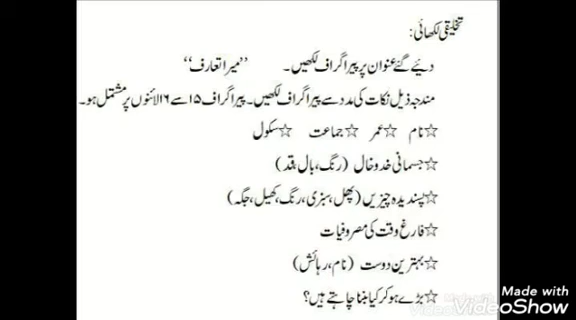 تخلیقی لکھائی:
دئیے گئے عنوان پر پیراگراف لکھیں۔ ”میرا تعارف“
مندجہ ذیل نکات کی مدد سے پیراگراف لکھیں۔ پیراگراف ۱۵ سے ۱۶ لائنوں پر مشتمل ہو۔
☆ نام ☆ عمر ☆ جماعت ☆ سکول
☆ جسمانی خدوخال (رنگ، بال، قد)
☆ پسندیدہ چیزیں (پھل، سبزی، رنگ، کھیل، جگہ)
☆ فارغ وقت کی مصروفیات
☆ بہترین دوست (نام، رہائش)
☆ بڑے ہو کر کیا بننا چاہتے ہیں؟
Made with
VideoShow